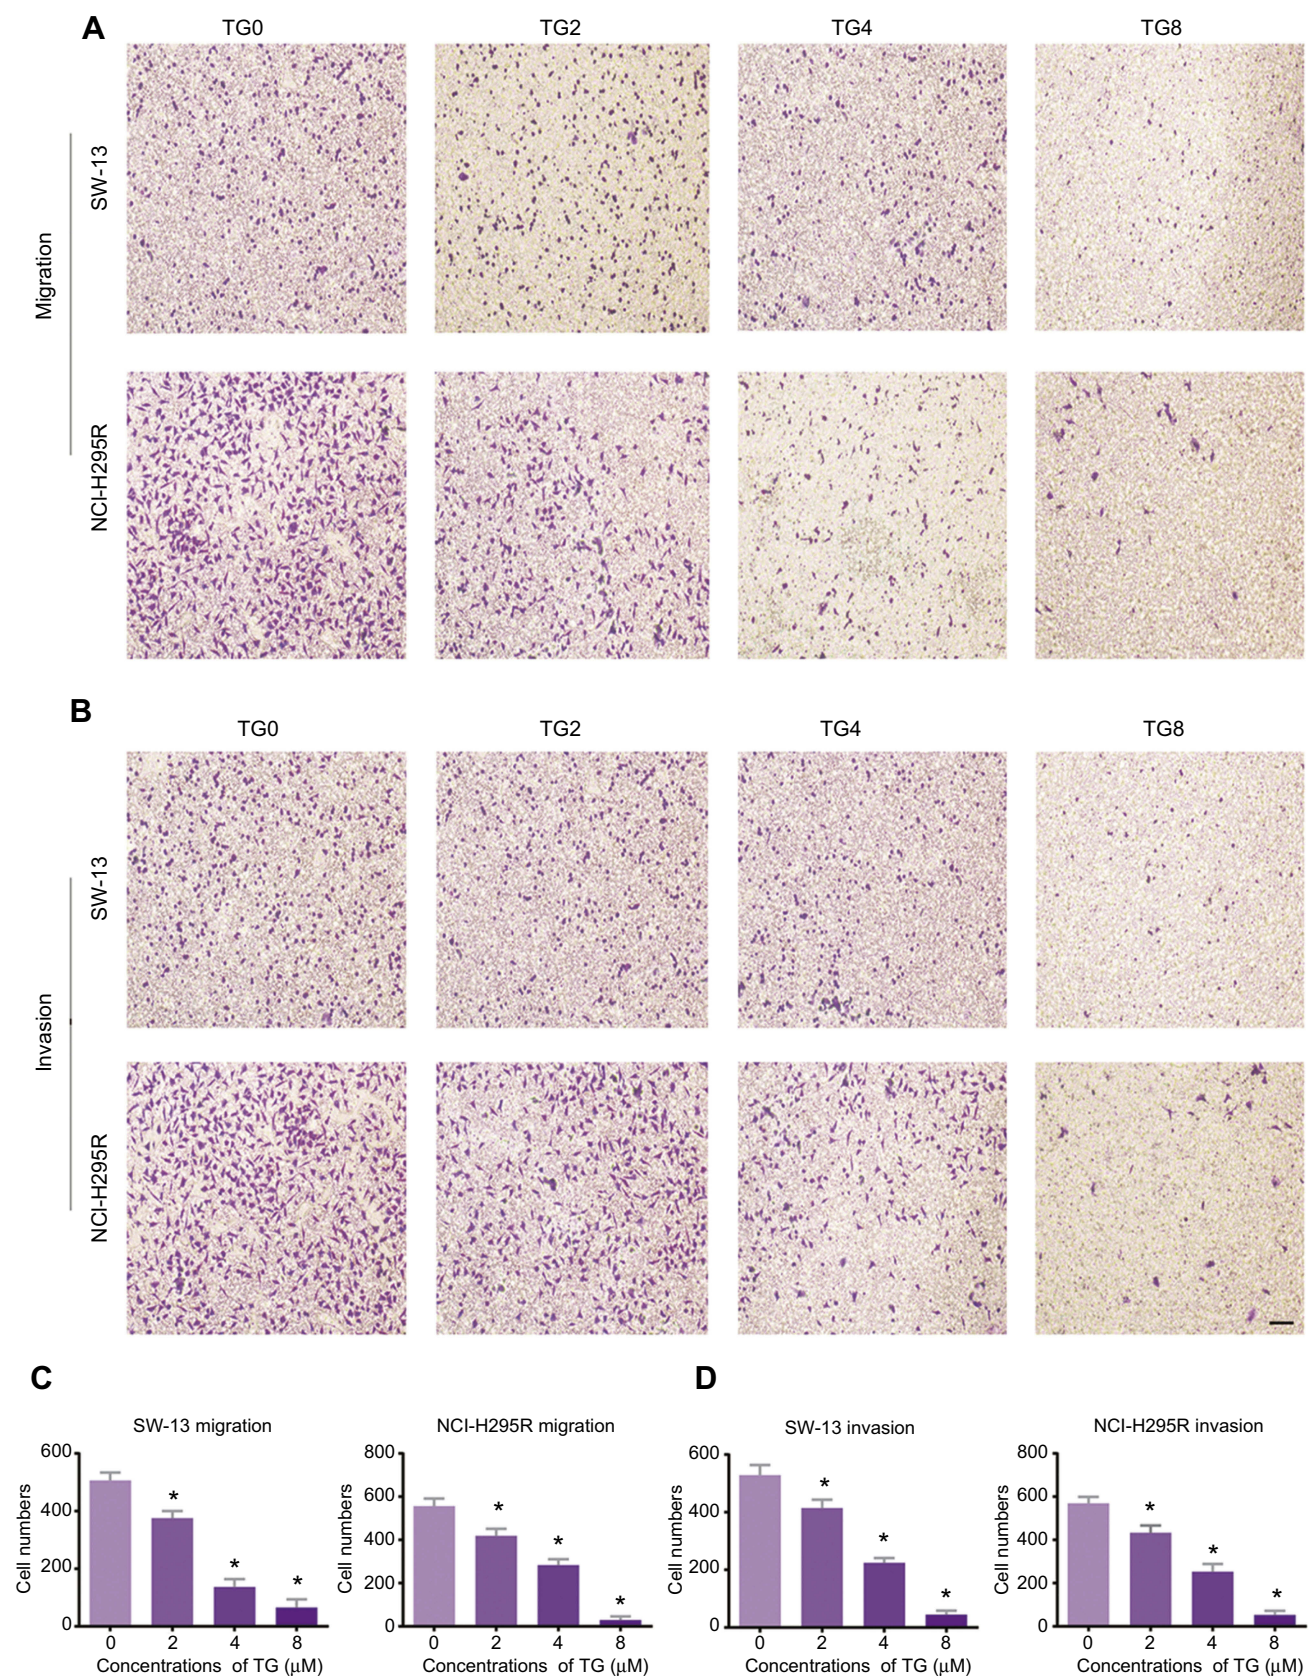 A
TG0 TG2 TG4 TG8
Migration
SW-13
NCI-H295R
B
TG0 TG2 TG4 TG8
Invasion
SW-13
NCI-H295R
C
SW-13 migration
Cell numbers
600
400
200
0
* * *
0 2 4 8
Concentrations of TG (μM)
NCI-H295R migration
Cell numbers
800
600
400
200
0
* * *
0 2 4 8
Concentrations of TG (μM)
D
SW-13 invasion
Cell numbers
600
400
200
0
* * *
0 2 4 8
Concentrations of TG (μM)
NCI-H295R invasion
Cell numbers
800
600
400
200
0
* * *
0 2 4 8
Concentrations of TG (μM)